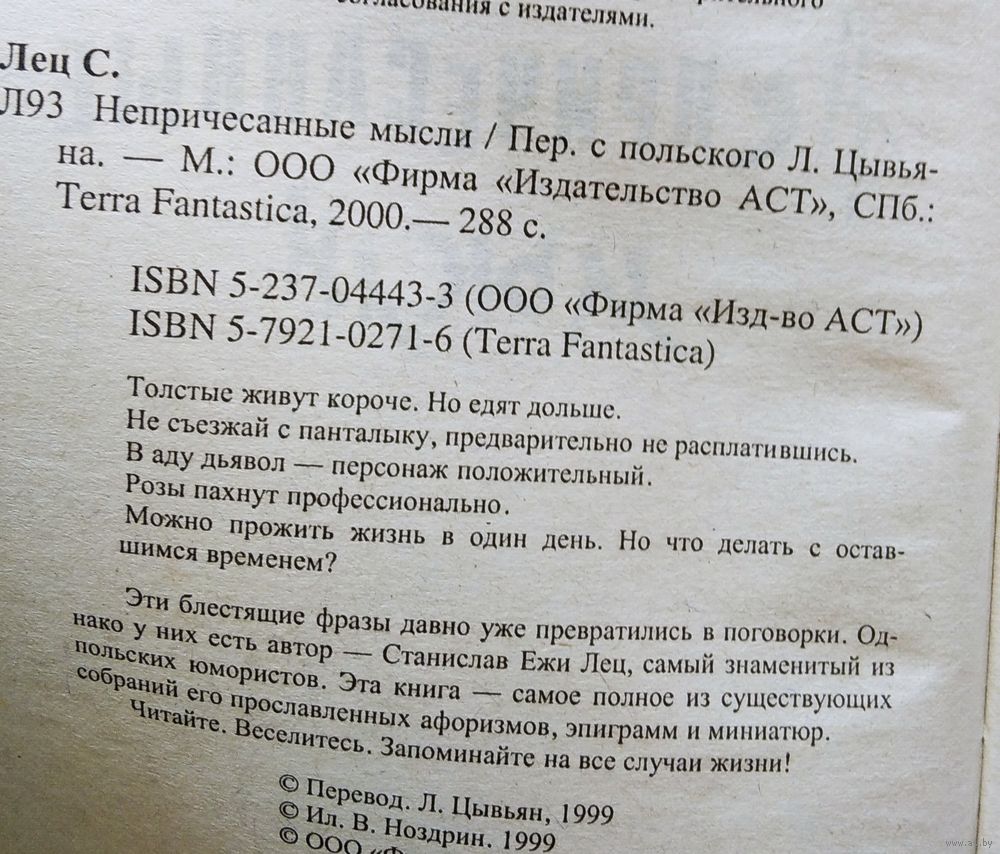 согласования с издателями.
Лец С.
Л93 Непричесанные мысли / Пер. с польского Л. Цывья-
на. — М.: ООО «Фирма «Издательство АСТ», СПб.:
Terra Fantastica, 2000.— 288 с.
ISBN 5-237-04443-3 (ООО «Фирма «Изд-во АСТ»)
ISBN 5-7921-0271-6 (Terra Fantastica)
Толстые живут короче. Но едят дольше.
Не съезжай с панталыку, предварительно не расплатившись.
В аду дьявол — персонаж положительный.
Розы пахнут профессионально.
Можно прожить жизнь в один день. Но что делать с остав-
шимся временем?
Эти блестящие фразы давно уже превратились в поговорки. Од-
нако у них есть автор — Станислав Ежи Лец, самый знаменитый из
польских юмористов. Эта книга — самое полное из существующих
собраний его прославленных афоризмов, эпиграмм и миниатюр.
Читайте. Веселитесь. Запоминайте на все случаи жизни!
© Перевод. Л. Цывьян, 1999
© Ил. В. Ноздрин. 1999
© ООО